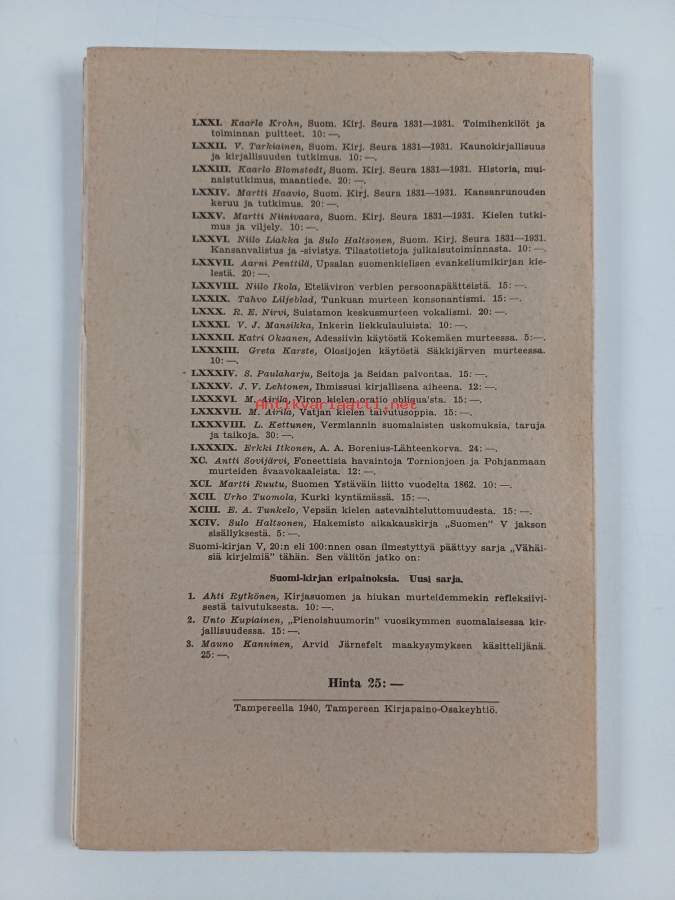 LXXI. Kaarle Krohn, Suom. Kirj. Seura 1831—1931. Toimihenkilöt ja
toiminnan puitteet. 10: —.
LXXII. V. Tarkiainen, Suom. Kirj. Seura 1831—1931. Kaunokirjallisuus
ja kirjallisuuden tutkimus. 10: —.
LXXIII. Kaarlo Blomstedt, Suom. Kirj. Seura 1831—1931. Historia, mui-
naistutkimus, maantiede. 20: —.
LXXIV. Martti Haavio, Suom. Kirj. Seura 1831—1931. Kansanrunouden
keruu ja tutkimus. 20: —.
LXXV. Martti Niinivaara, Suom. Kirj. Seura 1831—1931. Kielen tutki-
mus ja viljely. 10: —.
LXXVI. Niilo Liakka ja Sulo Haltsonen, Suom. Kirj. Seura 1831—1931.
Kansanvalistus ja -sivistys. Tilastotietoja julkaisutoiminnasta. 10: —.
LXXVII. Aarni Penttilä, Upsalan suomenkielisen evankeliumikirjan kie-
lestä. 20: —.
LXXVIII. Niilo Ikola, Eteläviron verbien persoonapäätteistä. 15: —.
LXXIX. Tahvo Liljeblad, Tunkuan murteen konsonantismi. 15: —.
LXXX. R. E. Nirvi, Suistamon keskusmurteen vokalismi. 20: —.
LXXXI. V. J. Mansikka, Inkerin liekkulauluista. 10: —.
LXXXII. Katri Oksanen, Adessiivin käytöstä Kokemäen murteessa. 5:—.
LXXXIII. Greta Karste, Olosijojen käytöstä Säkkijärven murteessa.
10: —.
LXXXIV. S. Paulaharju, Seitoja ja Seidan palvontaa. 15: —.
LXXXV. J. V. Lehtonen, Ihmissusi kirjallisena aiheena. 12: —.
LXXXVI. M. Airila, Viron kielen oratio obliqua'sta. 15: —.
Antikvariaatti.net
LXXXVII. M. Airila, Vatjan kielen taivutusoppia. 15: —.
LXXXVIII. L. Kettunen, Vermlannin suomalaisten uskomuksia, taruja
ja taikoja. 30: —.
LXXXIX. Erkki Itkonen, A. A. Borenius-Lähteenkorva. 24: —.
XC. Antti Sovijärvi, Foneettisia havaintoja Tornionjoen ja Pohjanmaan
murteiden švaavokaaleista. 12: —.
XCI. Martti Ruutu, Suomen Ystäväin liitto vuodelta 1862. 10: —.
XCII. Urho Tuomola, Kurki kyntämässä. 15: —.
XCIII. E. A. Tunkelo, Vepsän kielen astevaihteluttomuudesta. 15: —.
XCIV. Sulo Haltsonen, Hakemisto aikakauskirja „Suomen" V jakson
sisällyksestä. 5: —.
Suomi-kirjan V, 20:n eli 100:nnen osan ilmestyttyä päättyy sarja „Vähäi-
siä kirjelmiä" tähän. Sen välitön jatko on:
Suomi-kirjan eripainoksia. Uusi sarja.
1. Ahti Rytkönen, Kirjasuomen ja hiukan murteidemmekin refleksiivi-
sestä taivutuksesta. 10: —.
2. Unto Kupiainen, „Pienoishuumorin" vuosikymmen suomalaisessa kir-
jallisuudessa. 15: —.
3. Mauno Kanninen, Arvid Järnefelt maakysymyksen käsittelijänä.
25: —.
Hinta 25: —
Tampereella 1940, Tampereen Kirjapaino-Osakeyhtiö.